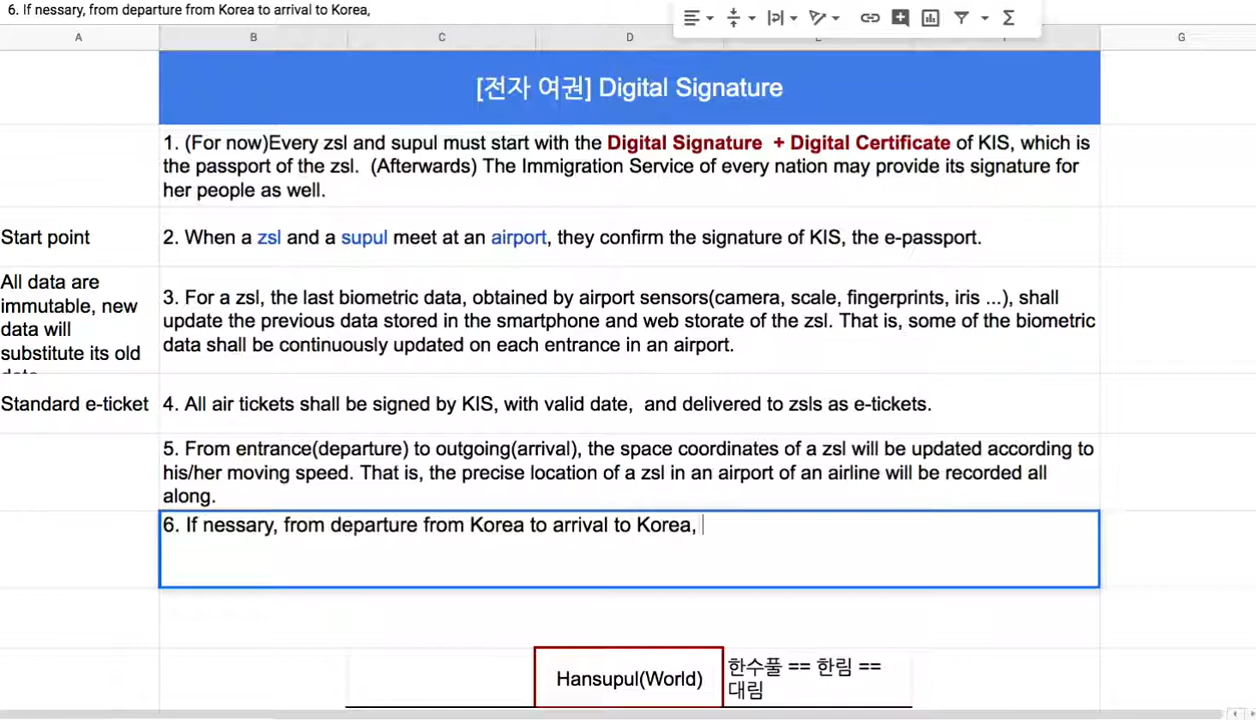 6. If nessary, from departure from Korea to arrival to Korea,
A B C D G
[전자 여권] Digital Signature
1. (For now)Every zsl and supul must start with the Digital Signature + Digital Certificate of KIS, which is
the passport of the zsl. (Afterwards) The Immigration Service of every nation may provide its signature for
her people as well.
Start point
2. When a zsl and a supul meet at an airport, they confirm the signature of KIS, the e-passport.
All data are
immutable, new
data will
substitute its old
3. For a zsl, the last biometric data, obtained by airport sensors(camera, scale, fingerprints, iris ...), shall
update the previous data stored in the smartphone and web storate of the zsl. That is, some of the biometric
data shall be continuously updated on each entrance in an airport.
Standard e-ticket
4. All air tickets shall be signed by KIS, with valid date, and delivered to zsls as e-tickets.
5. From entrance(departure) to outgoing(arrival), the space coordinates of a zsl will be updated according to
his/her moving speed. That is, the precise location of a zsl in an airport of an airline will be recorded all
along.
6. If nessary, from departure from Korea to arrival to Korea,
Hansupul(World)
한수풀 == 한림 ==
대림